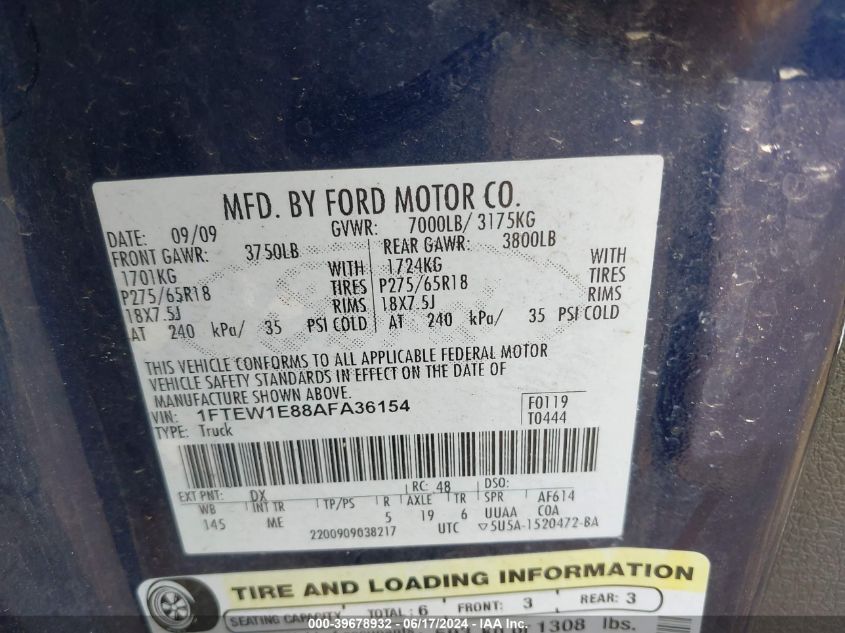 MFD. BY FORD MOTOR CO.
DATE: 09/09 GVWR: 7000LB/ 3175KG
FRONT GAWR: 3750LB REAR GAWR: 3800LB
1701KG WITH 1724KG WITH
P275/65R18 TIRES P275/65R18 TIRES
18X7.5J RIMS 18X7.5J RIMS
AT 240 kPa/ 35 PSI COLD AT 240 kPa/ 35 PSI COLD
THIS VEHICLE CONFORMS TO ALL APPLICABLE FEDERAL MOTOR
VEHICLE SAFETY STANDARDS IN EFFECT ON THE DATE OF
MANUFACTURE SHOWN ABOVE.
VIN: 1FTEW1E88AFA36154 F0119
TYPE: Truck T0444
EXT PNT: DX RC: 48 DSO:
WB INT TR TP/PS R AXLE TR SPR AF614
145 ME 5 19 6 UUAA COA
2200909038217 UTC ▽5U5A-1520472-BA
TIRE AND LOADING INFORMATION
SEATING CAPACITY TOTAL: 6 FRONT: 3 REAR: 3
1308 lbs.
000-39678932 - 06/17/2024 - IAA Inc.